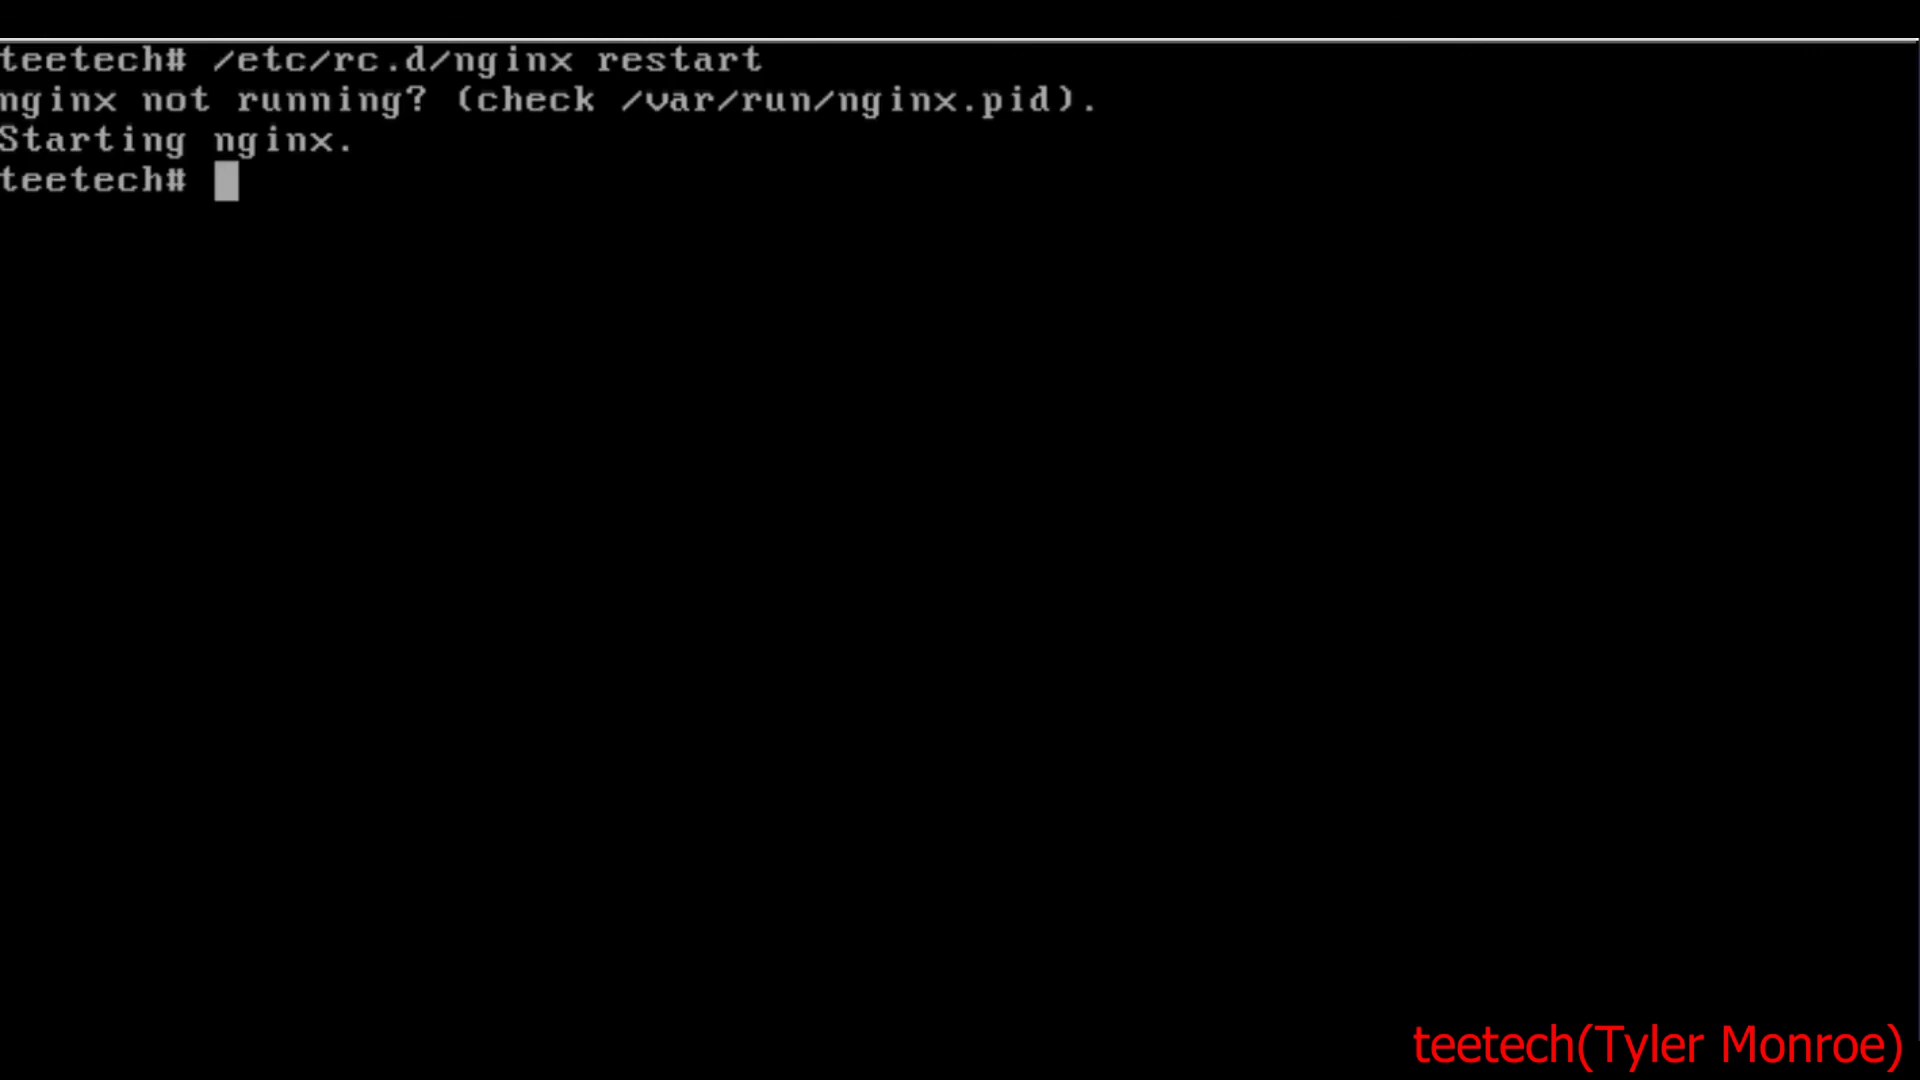 teetech# /etc/rc.d/nginx restart
nginx not running? (check /var/run/nginx.pid).
Starting nginx.
teetech#
teetech(Tyler Monroe)